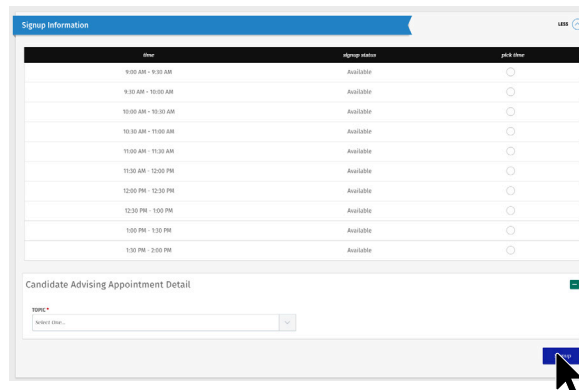 Signup Information
LESS
time signup status pick time
9:00 AM - 9:30 AM Available
9:30 AM - 10:00 AM Available
10:00 AM - 10:30 AM Available
10:30 AM - 11:00 AM Available
11:00 AM - 11:30 AM Available
11:30 AM - 12:00 PM Available
12:00 PM - 12:30 PM Available
12:30 PM - 1:00 PM Available
1:00 PM - 1:30 PM Available
1:30 PM - 2:00 PM Available
Candidate Advising Appointment Detail
TOPIC *
Select One...